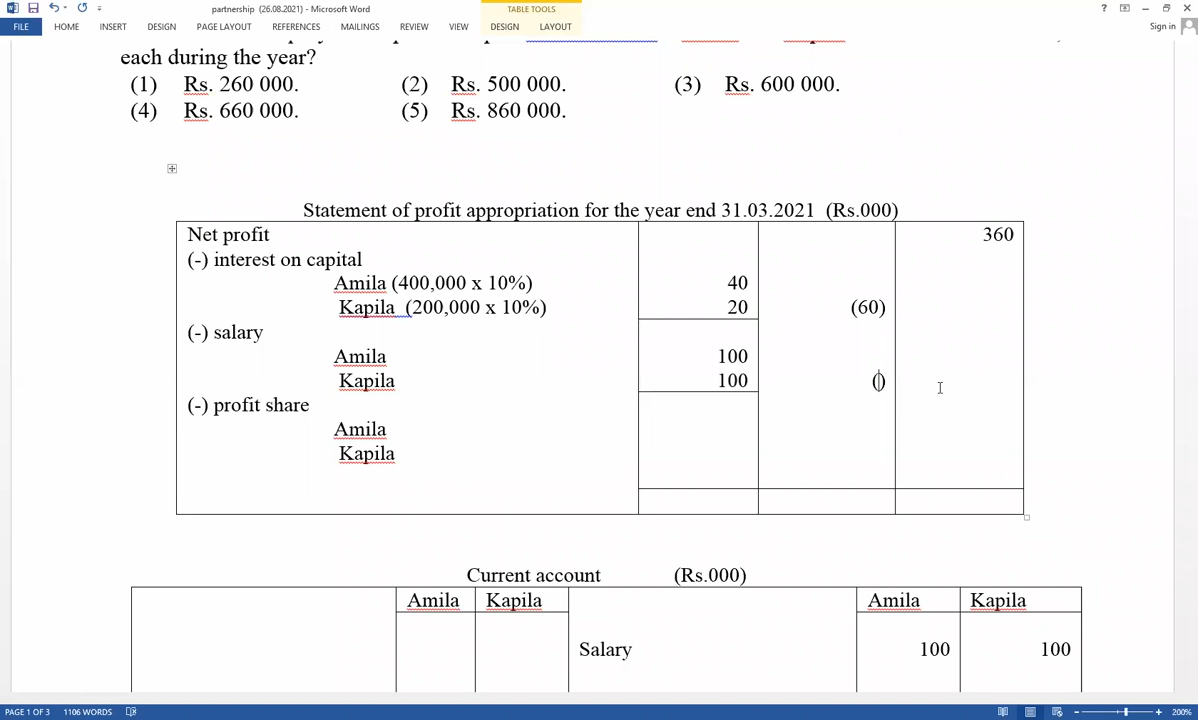 partnership (26.08.2021) - Microsoft Word
TABLE TOOLS
?
FILE HOME INSERT DESIGN PAGE LAYOUT REFERENCES MAILINGS REVIEW VIEW DESIGN LAYOUT Sign in
each during the year?
(1) Rs. 260 000. (2) Rs. 500 000. (3) Rs. 600 000.
(4) Rs. 660 000. (5) Rs. 860 000.
Statement of profit appropriation for the year end 31.03.2021 (Rs.000)
Net profit 360
(-) interest on capital
Amila (400,000 x 10%) 40
Kapila (200,000 x 10%) 20 (60)
(-) salary
Amila 100
Kapila 100 ()
(-) profit share
Amila
Kapila
Current account (Rs.000)
Amila Kapila Amila Kapila
Salary 100 100
PAGE 1 OF 3 1106 WORDS 200%